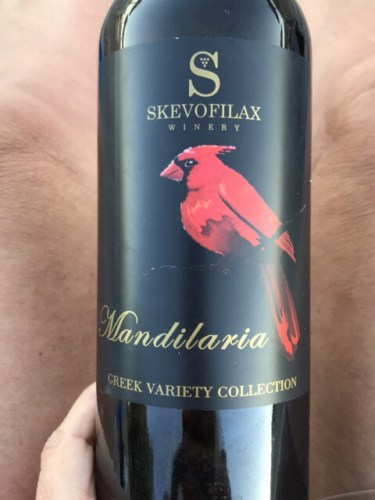 S
SKEVOFILAX
WINERY
Mandilaria
GREEK VARIETY COLLECTION